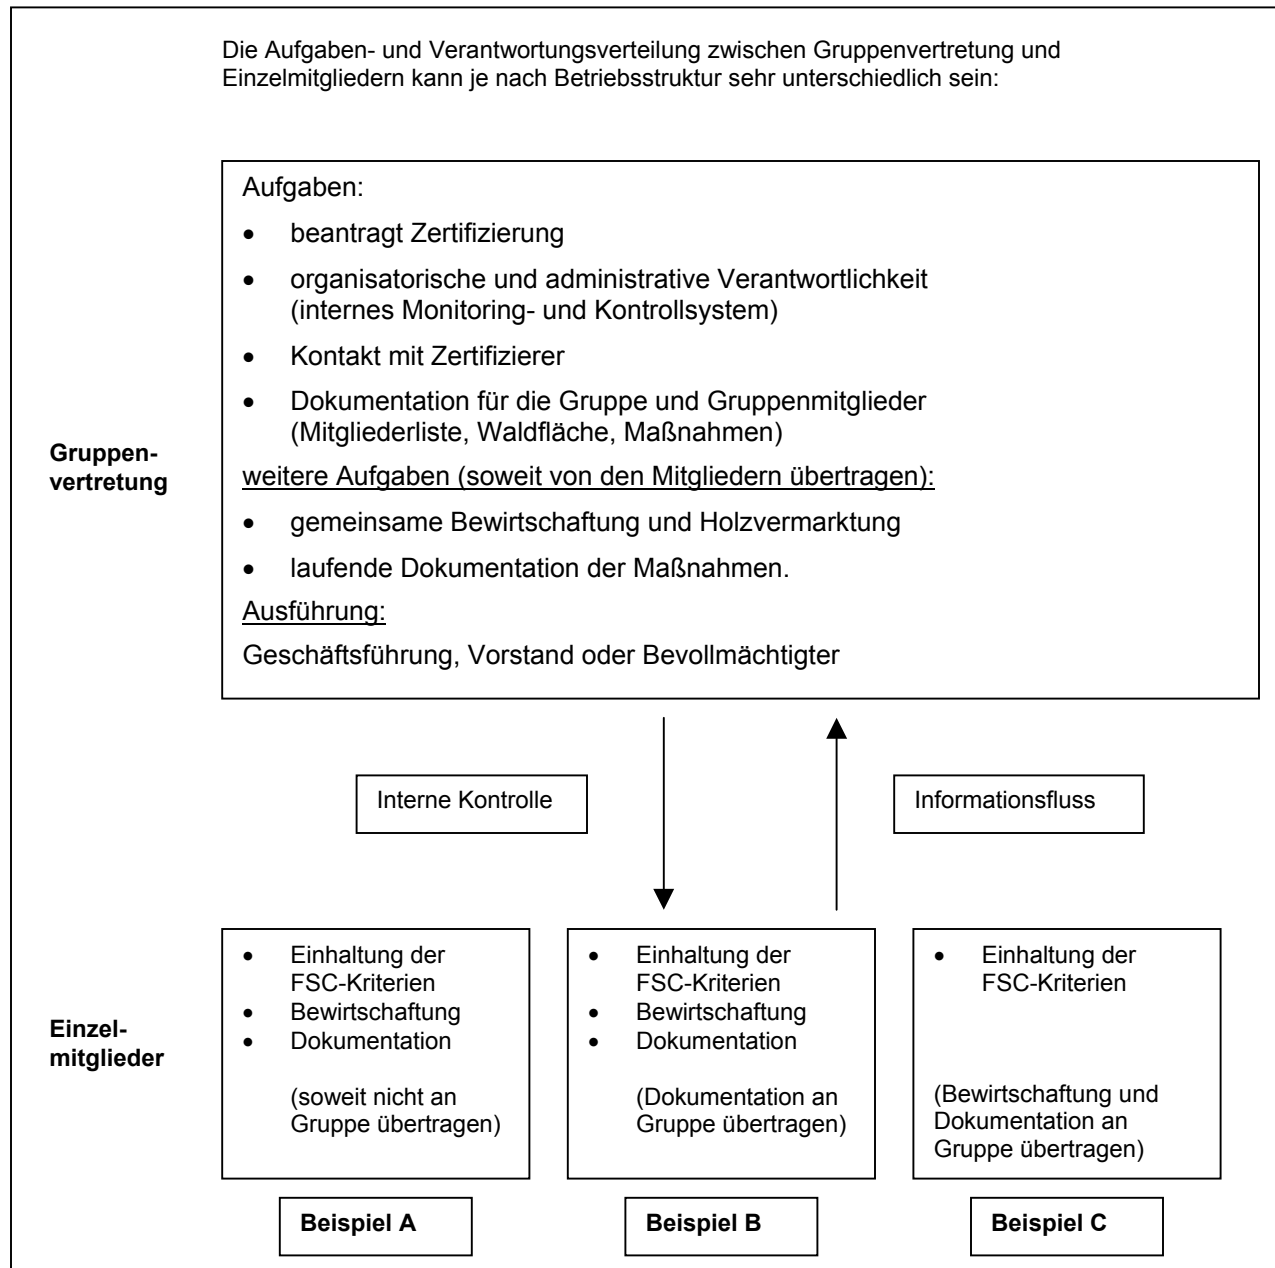 Die Aufgaben- und Verantwortungsverteilung zwischen Gruppenvertretung und
Einzelmitgliedern kann je nach Betriebsstruktur sehr unterschiedlich sein:
Gruppen-
vertretung
Aufgaben:
• beantragt Zertifizierung
• organisatorische und administrative Verantwortlichkeit
(internes Monitoring- und Kontrollsystem)
• Kontakt mit Zertifizierer
• Dokumentation für die Gruppe und Gruppenmitglieder
(Mitgliederliste, Waldfläche, Maßnahmen)
weitere Aufgaben (soweit von den Mitgliedern übertragen):
• gemeinsame Bewirtschaftung und Holzvermarktung
• laufende Dokumentation der Maßnahmen.
Ausführung:
Geschäftsführung, Vorstand oder Bevollmächtigter
Interne Kontrolle
Informationsfluss
Einzel-
mitglieder
• Einhaltung der
FSC-Kriterien
• Bewirtschaftung
• Dokumentation
(soweit nicht an
Gruppe übertragen)
Beispiel A
• Einhaltung der
FSC-Kriterien
• Bewirtschaftung
• Dokumentation
(Dokumentation an
Gruppe übertragen)
Beispiel B
• Einhaltung der
FSC-Kriterien
(Bewirtschaftung und
Dokumentation an
Gruppe übertragen)
Beispiel C